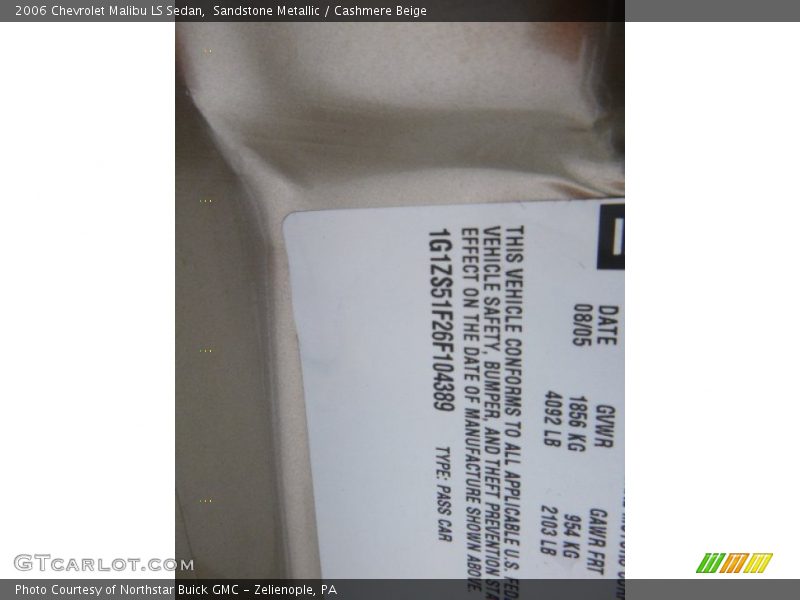 2006 Chevrolet Malibu LS Sedan, Sandstone Metallic / Cashmere Beige
DATE GVWR GAWR FRT
08/05 1856 KG 954 KG
4092 LB 2103 LB
THIS VEHICLE CONFORMS TO ALL APPLICABLE U.S.
VEHICLE SAFETY, BUMPER, AND THEFT PREVENTION
EFFECT ON THE DATE OF MANUFACTURE SHOWN ABOVE.
1G1ZS51F26F104389 TYPE: PASS CAR
GTcarlot.com
Photo Courtesy of Northstar Buick GMC - Zelienople, PA